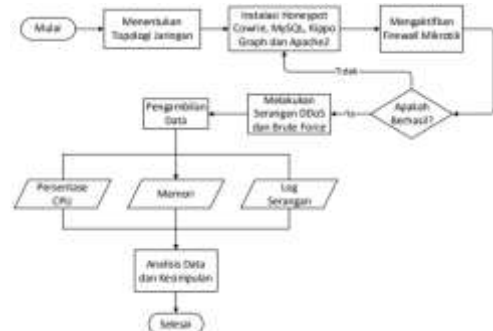 Mulai
Menentukan
Topologi Jaringan
Instalasi Honeypot
Cowrie, MySQL, Kippo
Graph dan Apache2
Mengaktifkan
Firewall Mikrotik
Tidak
Apakah
Berhasil?
Ya
Melakukan
Serangan DDoS
dan Brute Force
Pengambilan
Data
Persentase
CPU
Memori
Log
Serangan
Analisis Data
dan Kesimpulan
Selesai